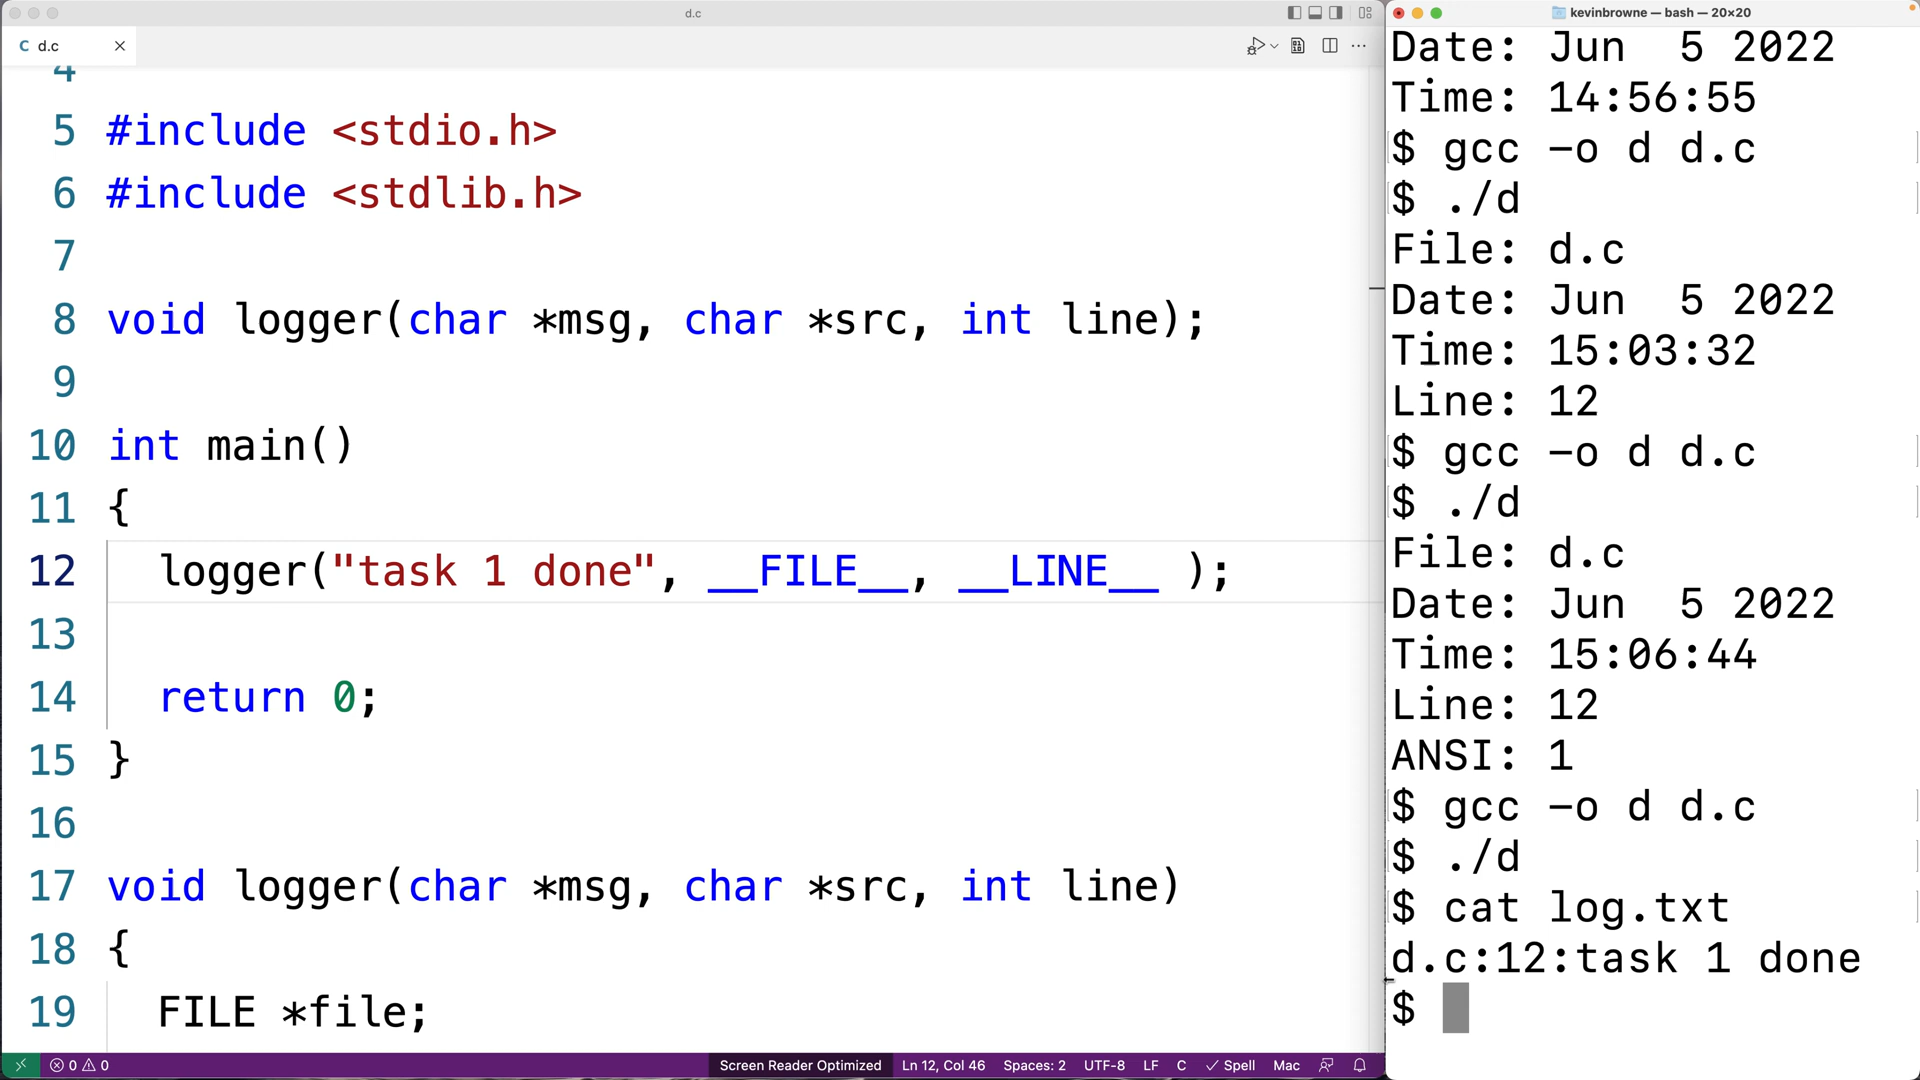 d.c
C d.c
4
5 #include <stdio.h>
6 #include <stdlib.h>
7
8 void logger(char *msg, char *src, int line);
9
10 int main()
11 {
12 logger("task 1 done", __FILE__, __LINE__ );
13
14 return 0;
15 }
16
17 void logger(char *msg, char *src, int line)
18 {
19 FILE *file;
0 0 Screen Reader Optimized Ln 12, Col 46 Spaces: 2 UTF-8 LF C Spell Mac
kevinbrowne — bash — 20×20
Date: Jun  5 2022
Time: 14:56:55
$ gcc -o d d.c
$ ./d
File: d.c
Date: Jun  5 2022
Time: 15:03:32
Line: 12
$ gcc -o d d.c
$ ./d
File: d.c
Date: Jun  5 2022
Time: 15:06:44
Line: 12
ANSI: 1
$ gcc -o d d.c
$ ./d
$ cat log.txt
d.c:12:task 1 done
$